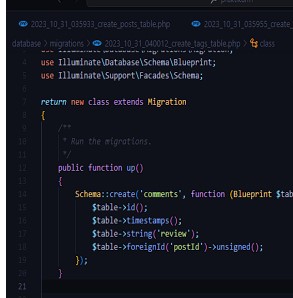 2023_10_31_035933_create_posts_table.php 2023_10_31_035955_create_
database > migrations > 2023_10_31_040012_create_tags_table.php > class
4 use Illuminate\Database\Schema\Blueprint;
5 use Illuminate\Support\Facades\Schema;
6
7 return new class extends Migration
8 {
9 /**
10 * Run the migrations.
11 */
12 public function up()
13 {
14 Schema::create('comments', function (Blueprint $tab
15 $table->id();
16 $table->timestamps();
17 $table->string('review');
18 $table->foreignId('postId')->unsigned();
19 });
20 }
21